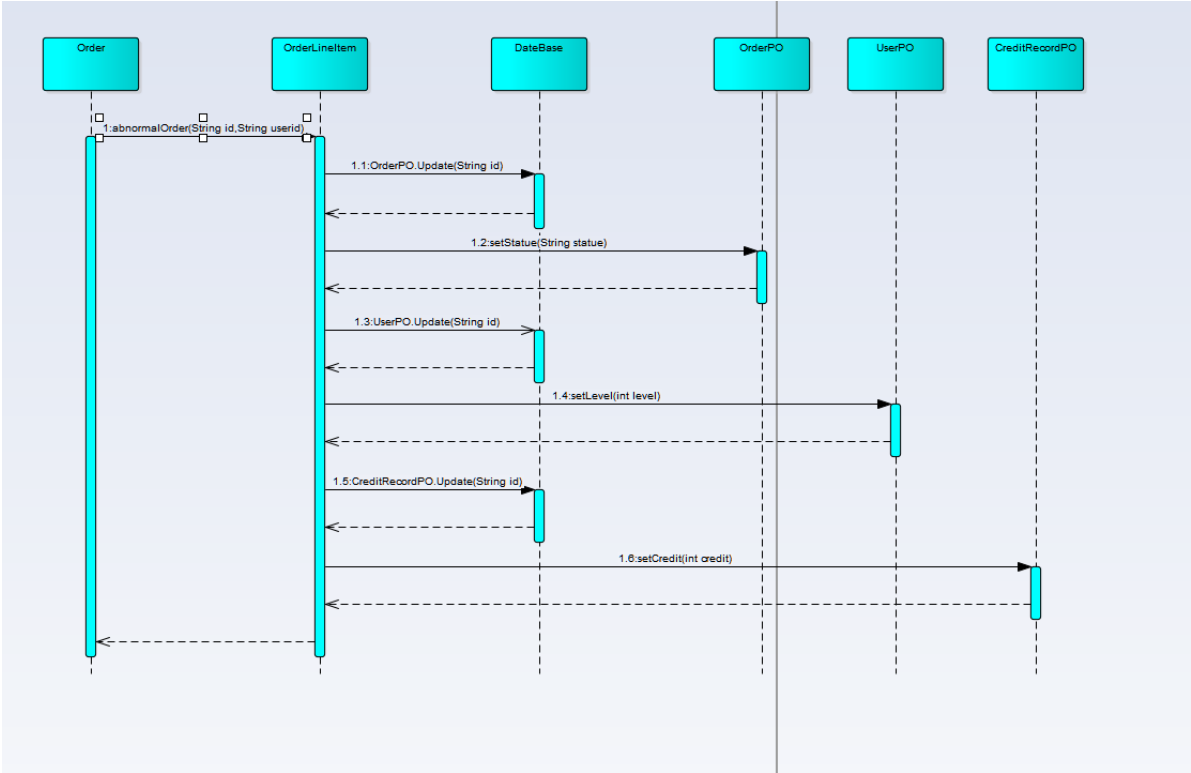 Order
OrderLineItem
DateBase
OrderPO
UserPO
CreditRecordPO
1:abnormalOrder(String id,String userid)
1.1:OrderPO.Update(String id)
1.2:setStatue(String statue)
1.3:UserPO.Update(String id)
1.4:setLevel(int level)
1.5:CreditRecordPO.Update(String id)
1.6:setCredit(int credit)